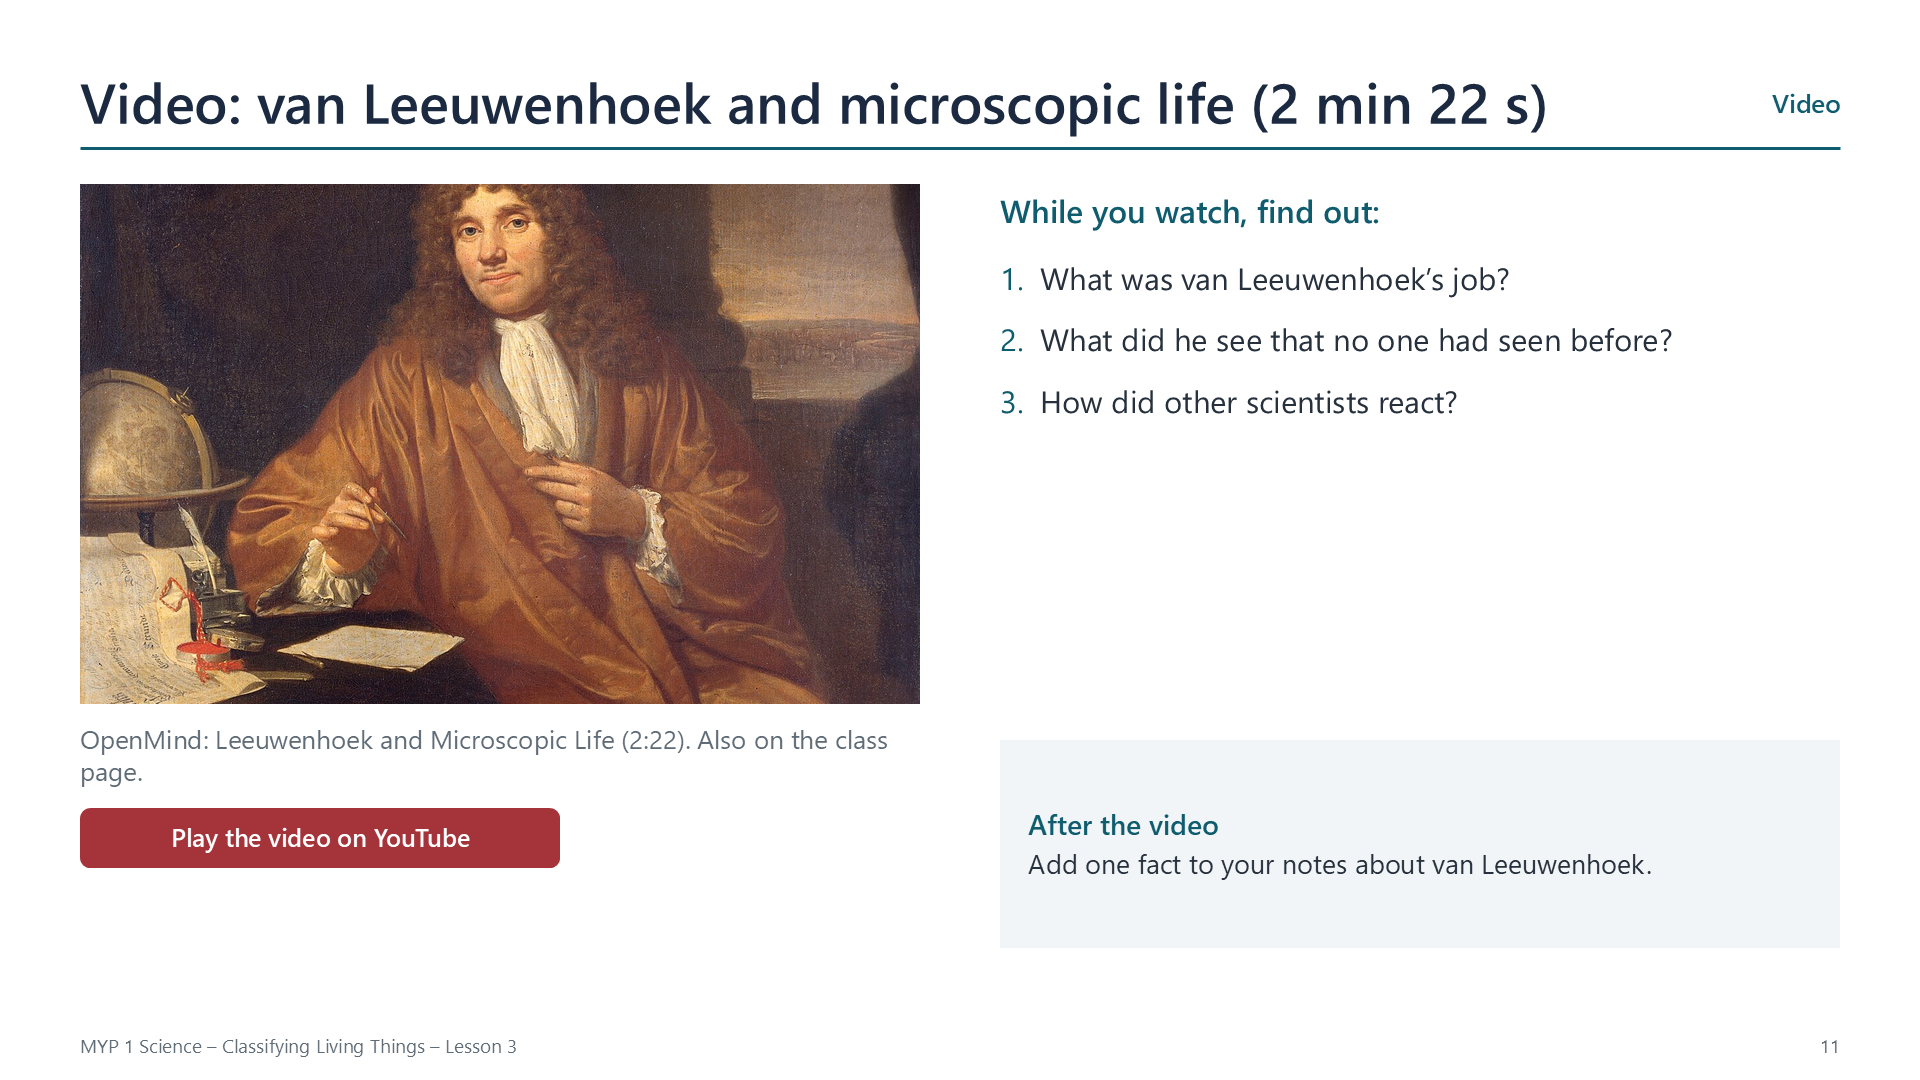 Video: van Leeuwenhoek and microscopic life (2 min 22 s)
Video
While you watch, find out:
1. What was van Leeuwenhoek’s job?
2. What did he see that no one had seen before?
3. How did other scientists react?
OpenMind: Leeuwenhoek and Microscopic Life (2:22). Also on the class
page.
Play the video on YouTube
After the video
Add one fact to your notes about van Leeuwenhoek.
MYP 1 Science – Classifying Living Things – Lesson 3
11